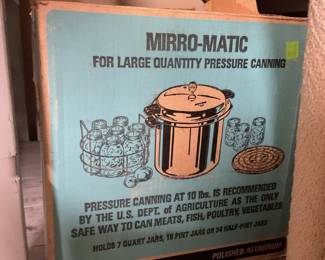 MIRRO-MATIC
FOR LARGE QUANTITY PRESSURE CANNING
PRESSURE CANNING AT 10 lbs. IS RECOMMENDED
BY THE U.S. DEPT. of AGRICULTURE AS THE ONLY
SAFE WAY TO CAN MEATS, FISH, POULTRY, VEGETABLES
HOLDS 7 QUART JARS, 18 PINT JARS OR 34 HALF-PINT JARS
POLISHED ALUMINUM